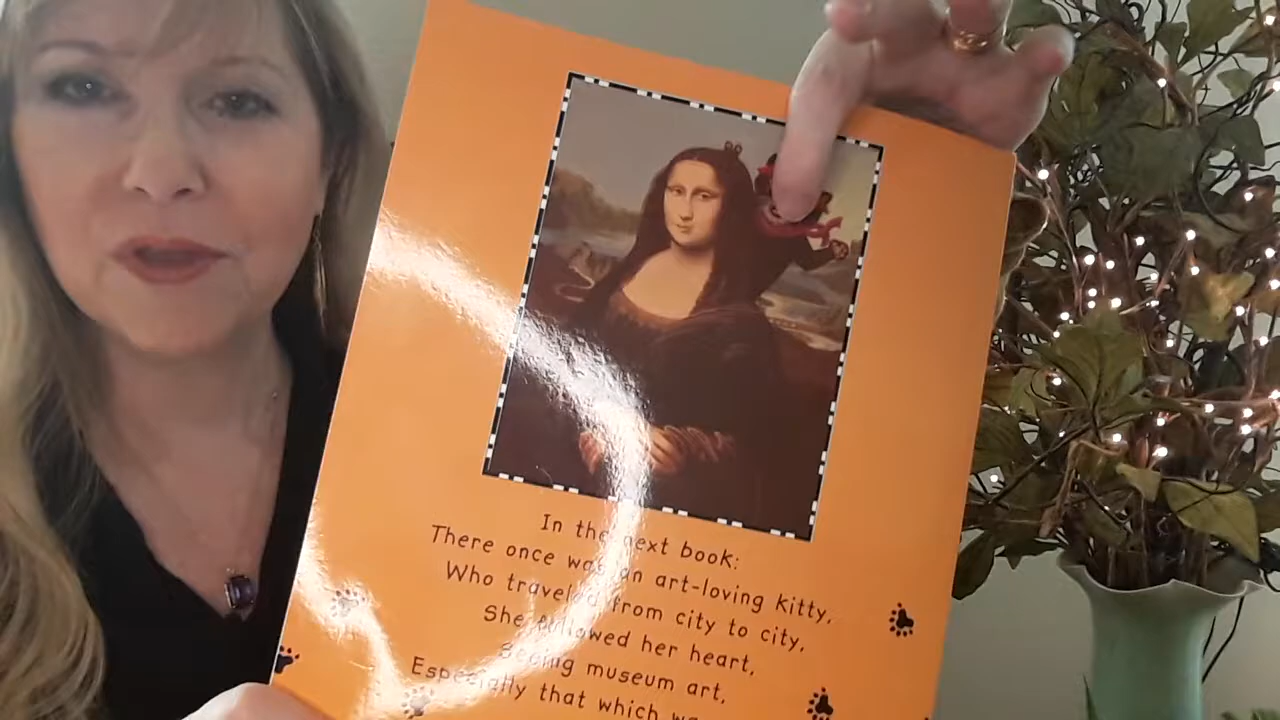 In the next book:
There once was an art-loving Kitty,
Who traveled from city to city,
She followed her heart,
Seeing museum art,
Especially that which